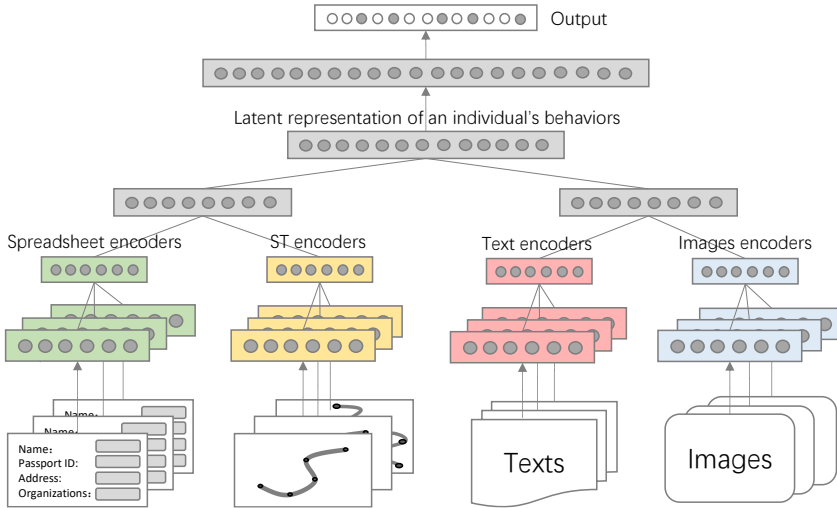 Output
Latent representation of an individual's behaviors
Spreadsheet encoders
ST encoders
Text encoders
Images encoders
Name:
Name:
Name:
Passport ID:
Address:
Organizations:
Texts
Images